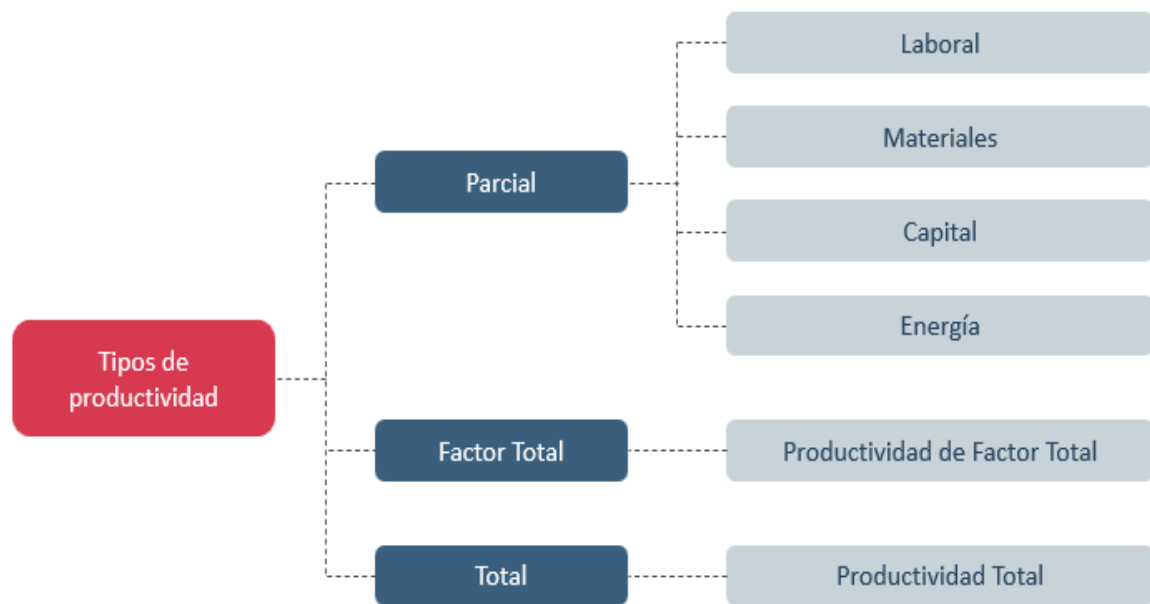 Laboral
Materiales
Parcial
Capital
Energía
Tipos de
productividad
Factor Total
Productividad de Factor Total
Total
Productividad Total